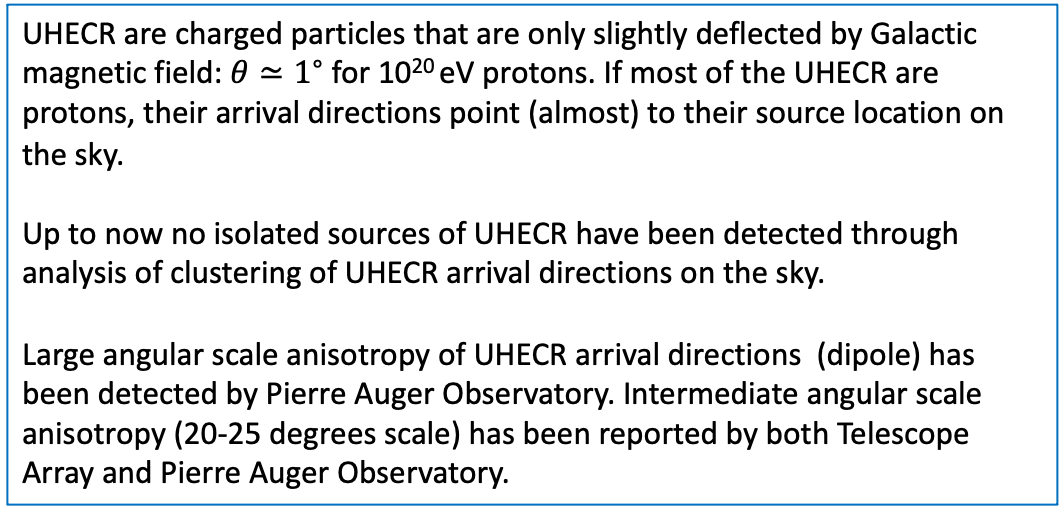 UHECR are charged particles that are only slightly deflected by Galactic
magnetic field: θ ≃ 1° for 10²⁰ eV protons. If most of the UHECR are
protons, their arrival directions point (almost) to their source location on
the sky.
Up to now no isolated sources of UHECR have been detected through
analysis of clustering of UHECR arrival directions on the sky.
Large angular scale anisotropy of UHECR arrival directions  (dipole) has
been detected by Pierre Auger Observatory. Intermediate angular scale
anisotropy (20-25 degrees scale) has been reported by both Telescope
Array and Pierre Auger Observatory.